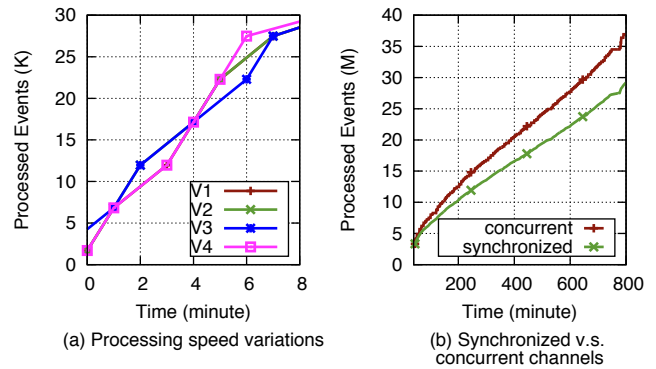 Processed Events (K)
30
25
20
15
10
5
0
V1
V2
V3
V4
0 2 4 6 8
Time (minute)
(a) Processing speed variations
Processed Events (M)
40
35
30
25
20
15
10
5
0
concurrent
synchronized
200 400 600 800
Time (minute)
(b) Synchronized v.s.
concurrent channels